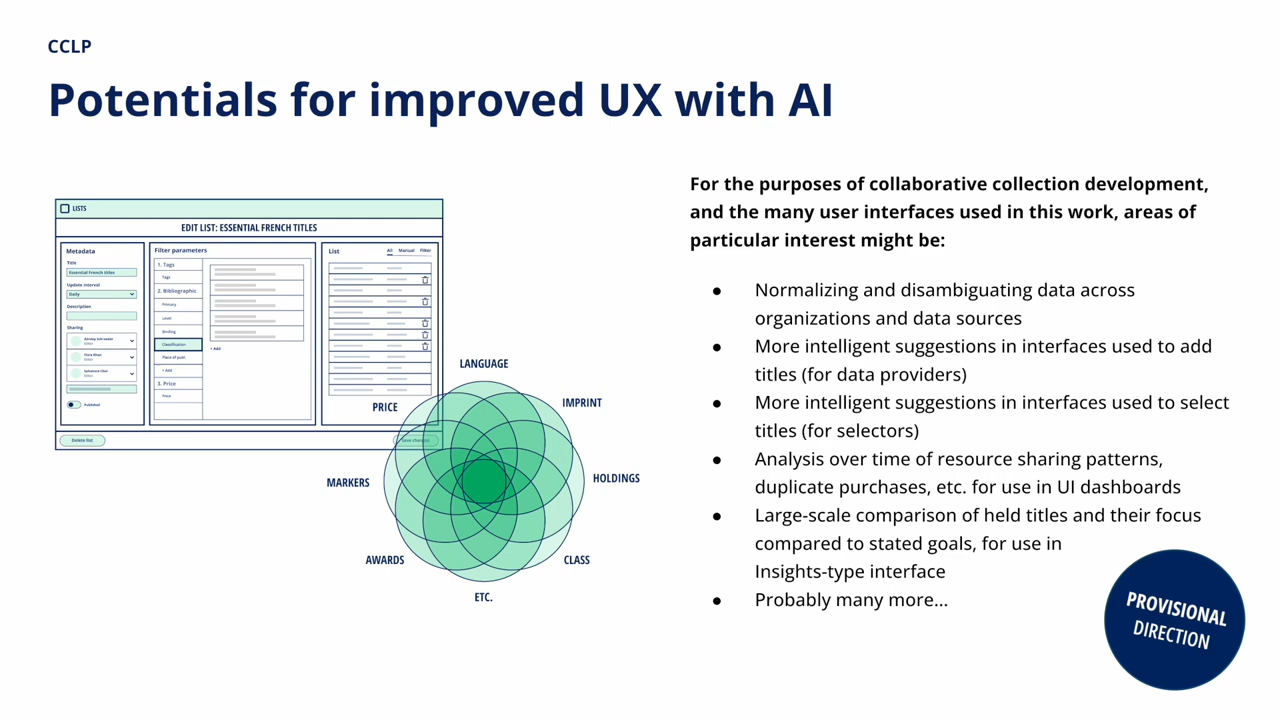 CCLP
Potentials for improved UX with AI
LISTS
EDIT LIST: ESSENTIAL FRENCH TITLES
Metadata
Title
Essential French titles
Update interval
Daily
Description
Sharing
Editor
Editor
Editor
Published
Filter parameters
1. Tags
Tags
2. Bibliographic
Primary
Level
Binding
Classification
Place of publ.
+ Add
3. Price
Price
+ Add
List
All Manual Filter
Delete list
Save changes
LANGUAGE
IMPRINT
HOLDINGS
CLASS
ETC.
AWARDS
MARKERS
PRICE
For the purposes of collaborative collection development,
and the many user interfaces used in this work, areas of
particular interest might be:
● Normalizing and disambiguating data across
organizations and data sources
● More intelligent suggestions in interfaces used to add
titles (for data providers)
● More intelligent suggestions in interfaces used to select
titles (for selectors)
● Analysis over time of resource sharing patterns,
duplicate purchases, etc. for use in UI dashboards
● Large-scale comparison of held titles and their focus
compared to stated goals, for use in
Insights-type interface
● Probably many more...
PROVISIONAL
DIRECTION